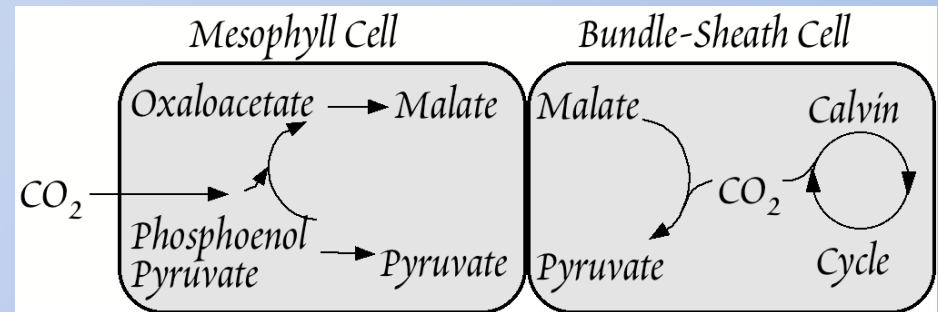 Mesophyll Cell
Bundle-Sheath Cell
Oxaloacetate
Malate
Malate
Calvin
CO₂
CO₂
Phosphoenol
Pyruvate
Pyruvate
Pyruvate
Cycle